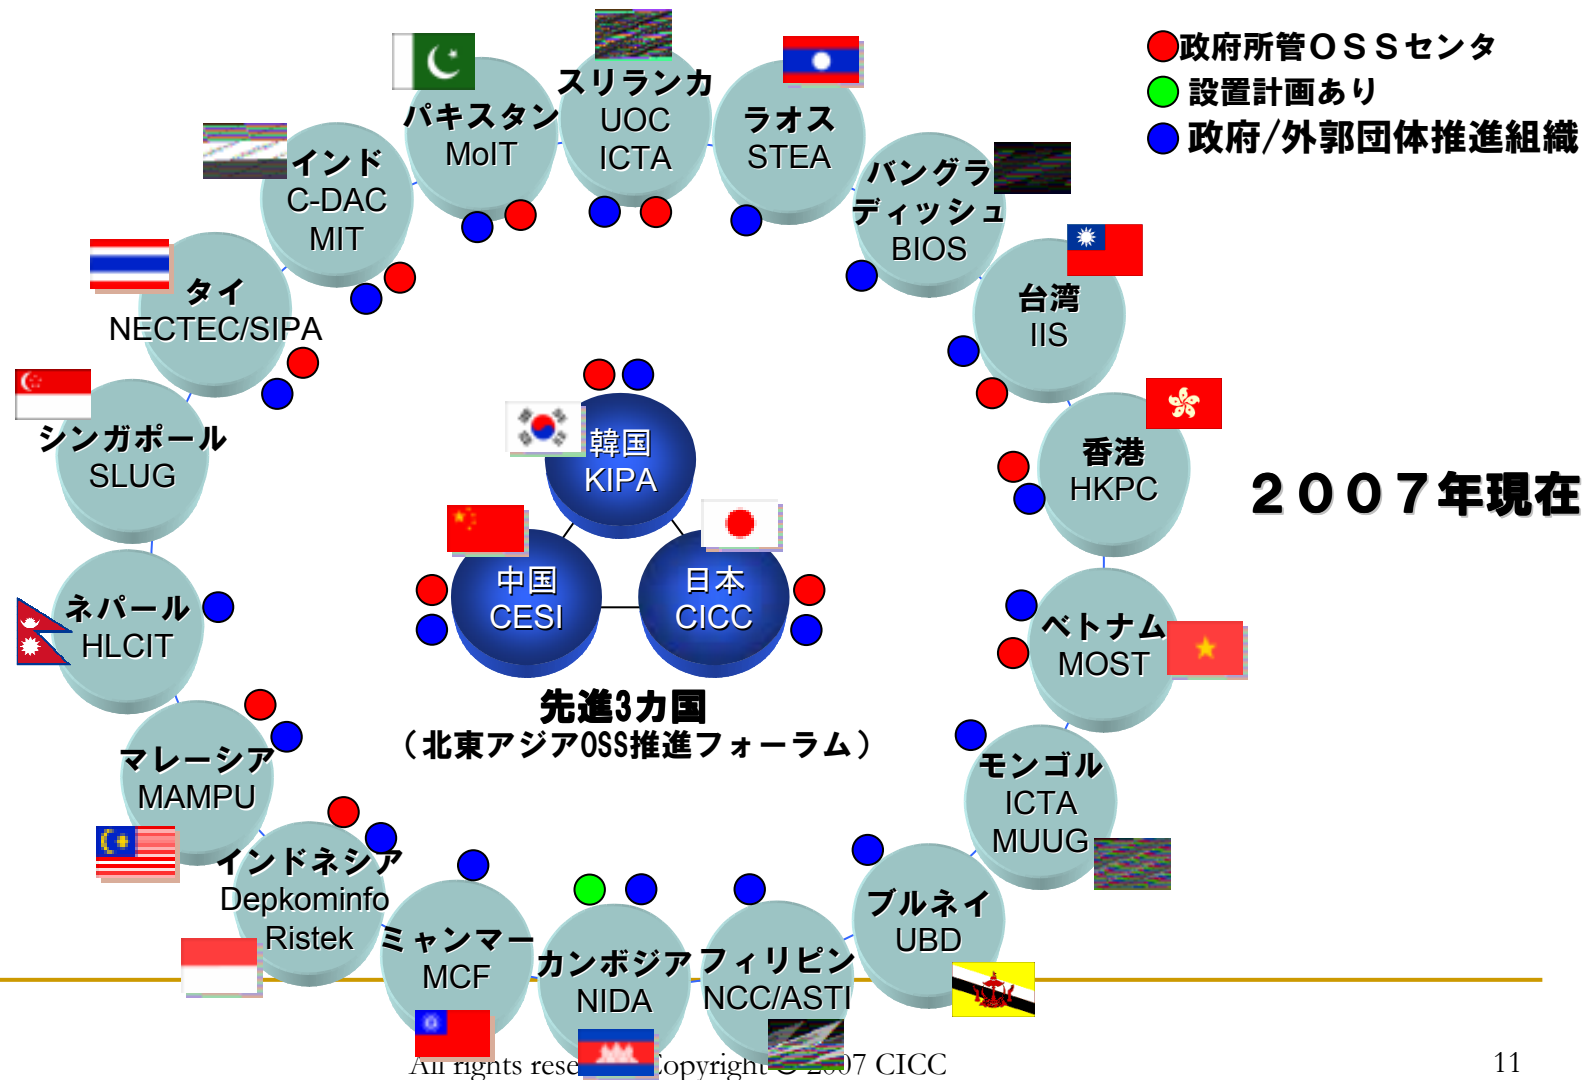 政府所管ＯＳＳセンタ
設置計画あり
政府/外郭団体推進組織
スリランカ
UOC
ICTA
パキスタン
MoIT
ラオス
STEA
インド
C-DAC
MIT
バングラ
ディッシュ
BIOS
タイ
NECTEC/SIPA
台湾
IIS
シンガポール
SLUG
香港
HKPC
韓国
KIPA
２００７年現在
中国
CESI
日本
CICC
ネパール
HLCIT
ベトナム
MOST
先進3カ国
（北東アジアOSS推進フォーラム）
マレーシア
MAMPU
モンゴル
ICTA
MUUG
インドネシア
Depkominfo
Ristek
ミャンマー
MCF
カンボジア
NIDA
フィリピン
NCC/ASTI
ブルネイ
UBD
All rights rese opyright © 2007 CICC
11